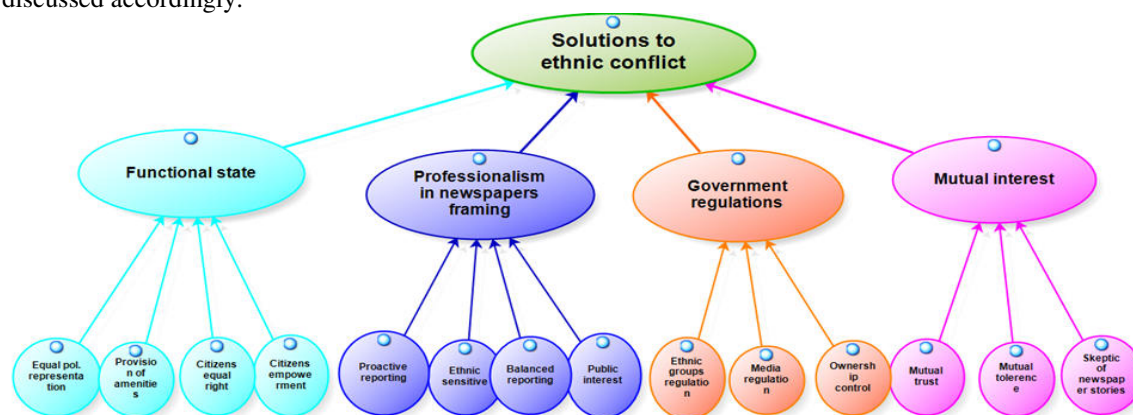 discussed accordingly.
Solutions to
ethnic conflict
Functional state
Professionalism
in newspapers
framing
Government
regulations
Mutual interest
Equal pol.
representa
tion
Provisio
n of
amenitie
s
Citizens
equal
right
Citizens
empowe
rment
Proactive
reporting
Ethnic
sensitive
Balanced
reporting
Public
interest
Ethnic
groups
regulatio
n
Media
regulatio
n
Ownersh
ip
control
Mutual
trust
Mutual
tolerenc
e
Skeptic
of
newspap
er stories